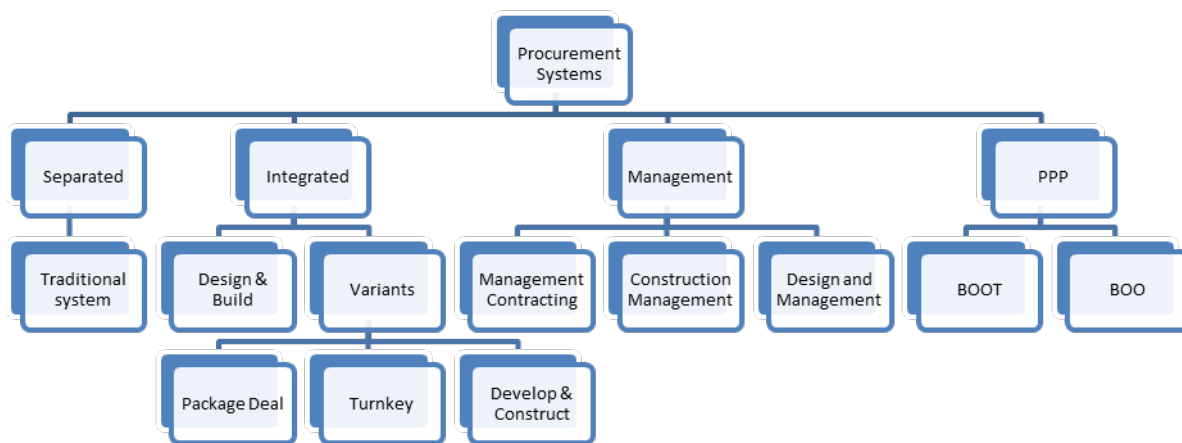 Procurement
Systems
Separated
Integrated
Management
PPP
Traditional
system
Design &
Build
Variants
Management
Contracting
Construction
Management
Design and
Management
BOOT
BOO
Package Deal
Turnkey
Develop &
Construct